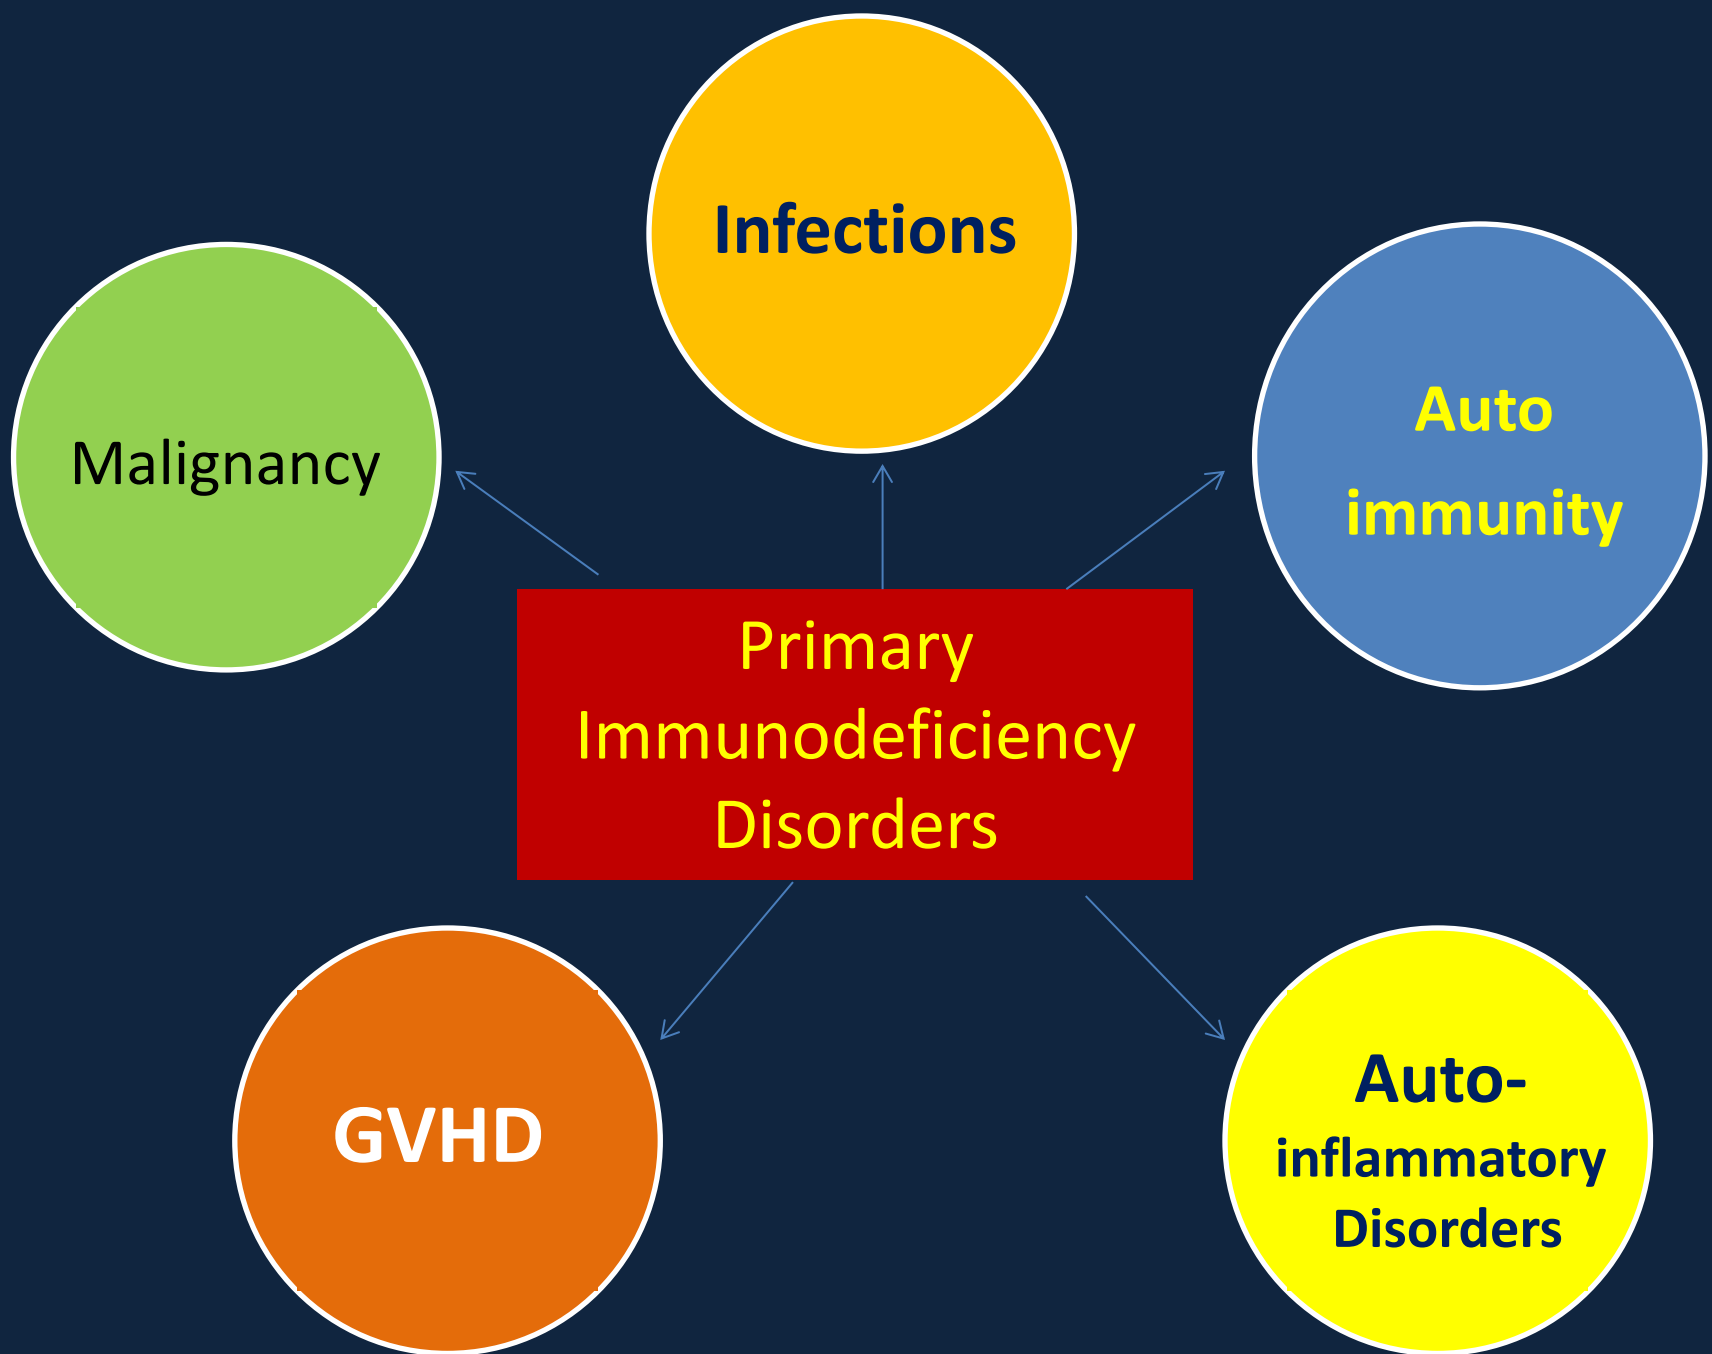 Infections
Malignancy
Auto
immunity
Primary
Immunodeficiency
Disorders
GVHD
Auto-
inflammatory
Disorders